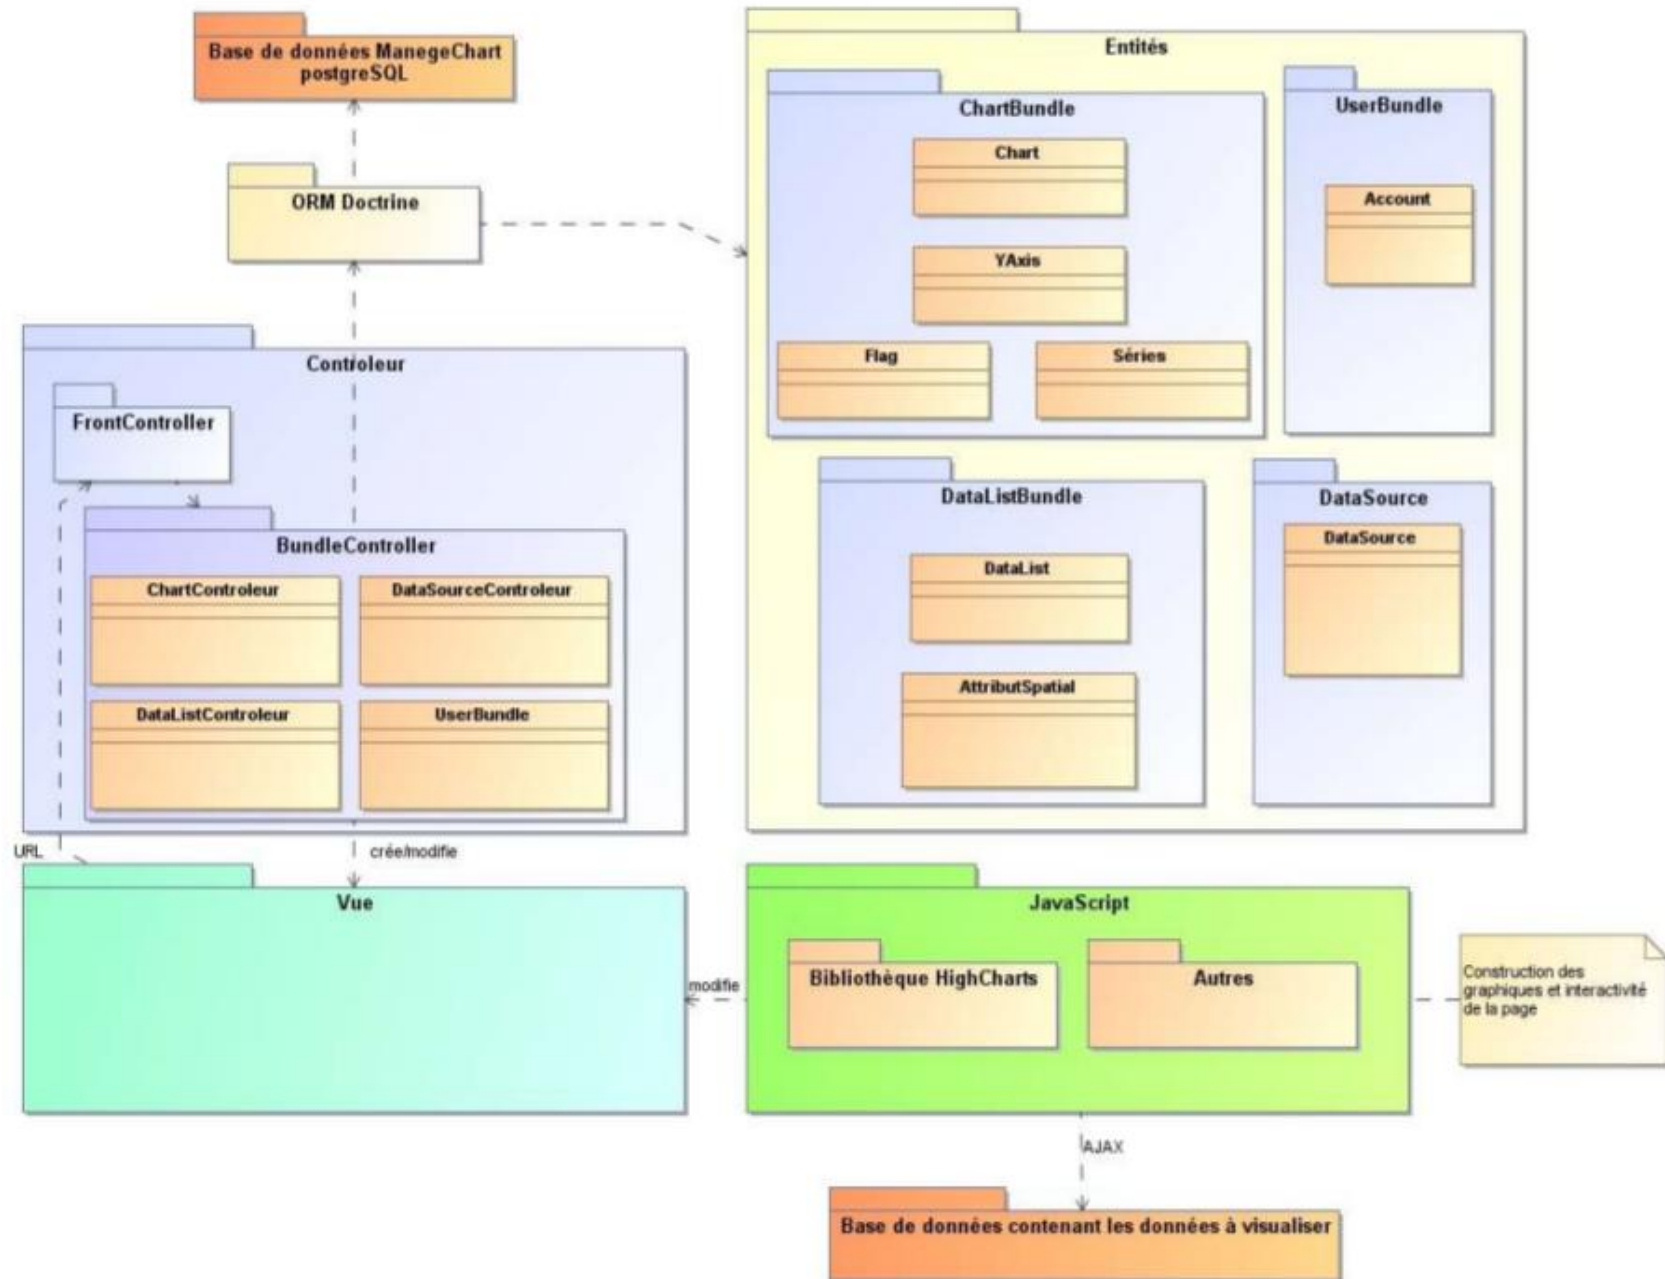 Base de données ManegeChart
postgreSQL
ORM Doctrine
Entités
ChartBundle
Chart
YAxis
Flag
Séries
UserBundle
Account
DataListBundle
DataList
AttributSpatial
DataSource
DataSource
Controleur
FrontController
BundleController
ChartControleur
DataSourceControleur
DataListControleur
UserBundle
URL
crée/modifie
Vue
modifie
JavaScript
Bibliothèque HighCharts
Autres
Construction des
graphiques et interactivité
de la page
AJAX
Base de données contenant les données à visualiser